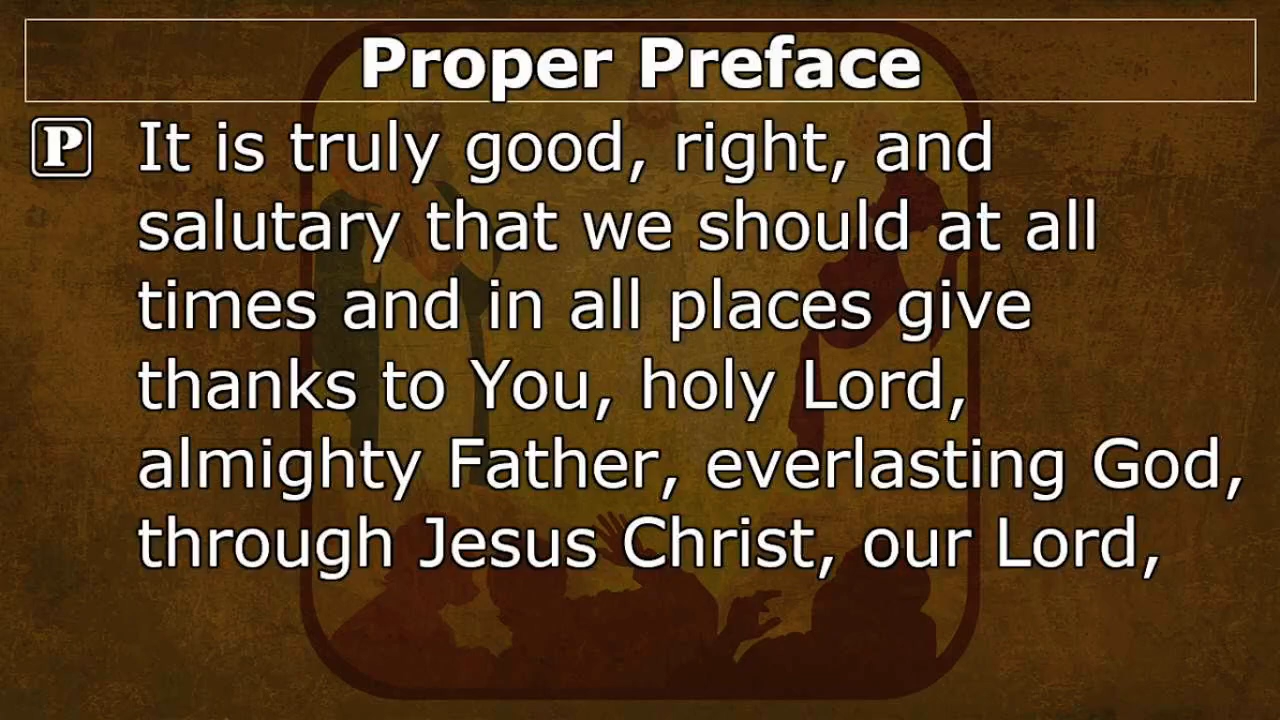 Proper Preface
P It is truly good, right, and
salutary that we should at all
times and in all places give
thanks to You, holy Lord,
almighty Father, everlasting God,
through Jesus Christ, our Lord,